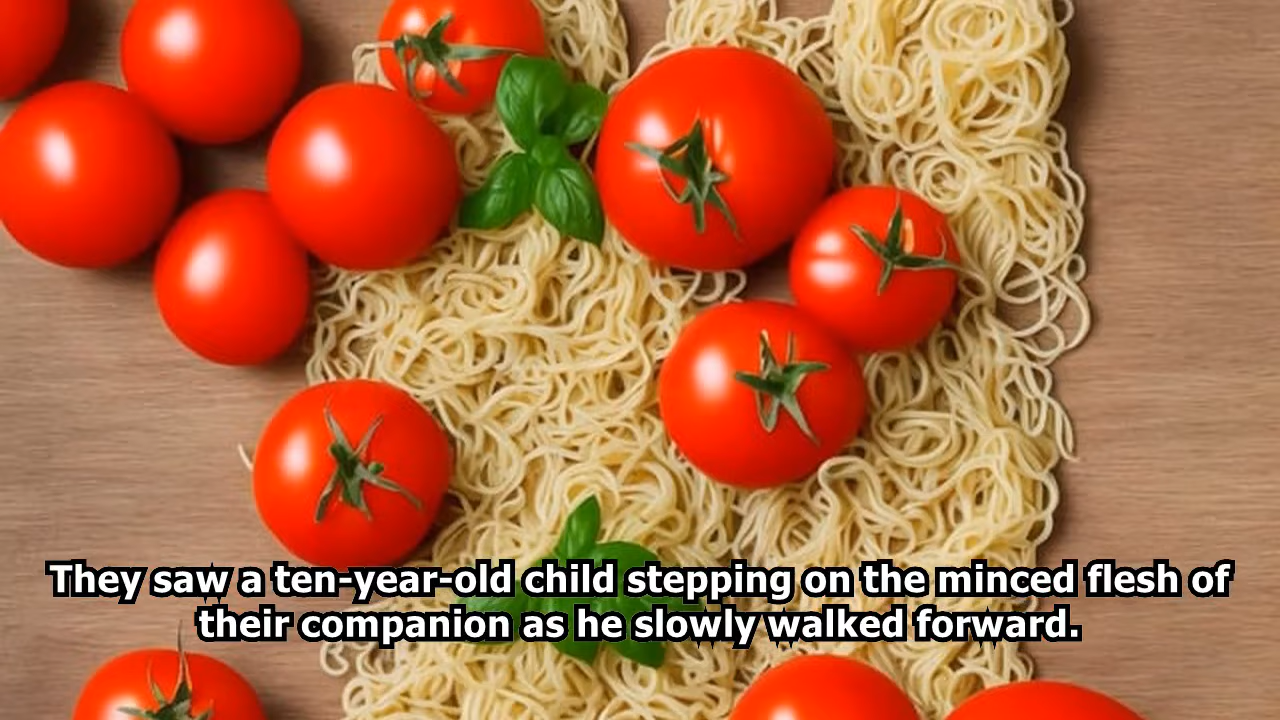 They saw a ten-year-old child stepping on the minced flesh of
their companion as he slowly walked forward.